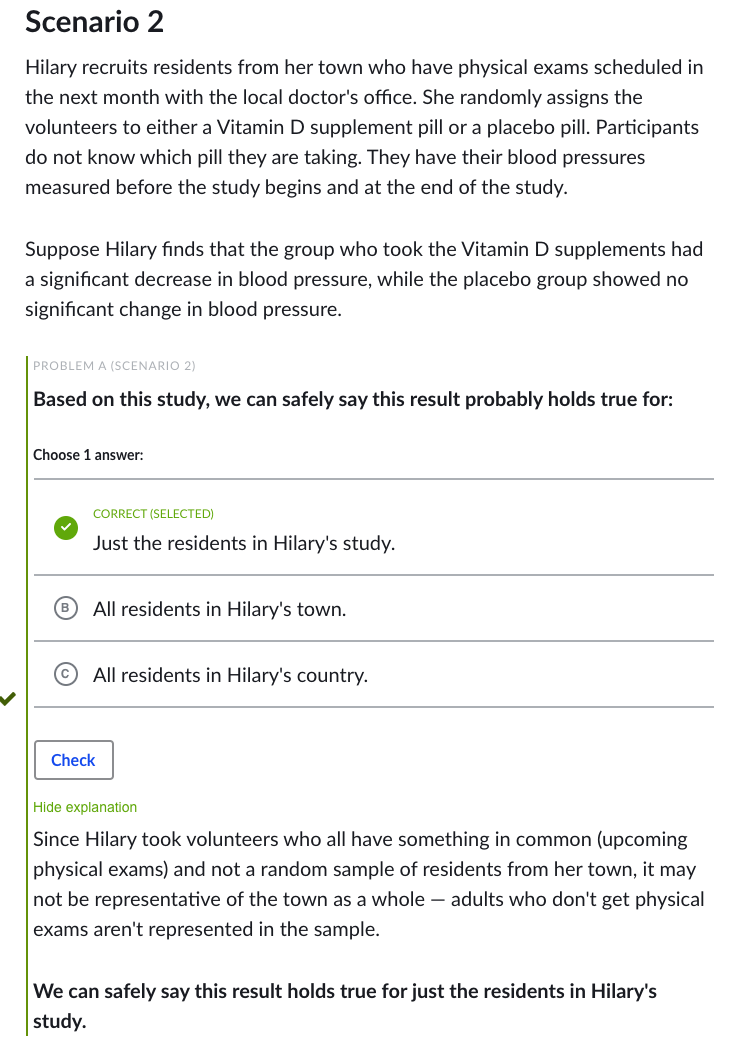 Scenario 2
Hilary recruits residents from her town who have physical exams scheduled in
the next month with the local doctor's office. She randomly assigns the
volunteers to either a Vitamin D supplement pill or a placebo pill. Participants
do not know which pill they are taking. They have their blood pressures
measured before the study begins and at the end of the study.
Suppose Hilary finds that the group who took the Vitamin D supplements had
a significant decrease in blood pressure, while the placebo group showed no
significant change in blood pressure.
PROBLEM A (SCENARIO 2)
Based on this study, we can safely say this result probably holds true for:
Choose 1 answer:
CORRECT (SELECTED)
Just the residents in Hilary's study.
B All residents in Hilary's town.
C All residents in Hilary's country.
Check
Hide explanation
Since Hilary took volunteers who all have something in common (upcoming
physical exams) and not a random sample of residents from her town, it may
not be representative of the town as a whole — adults who don't get physical
exams aren't represented in the sample.
We can safely say this result holds true for just the residents in Hilary's
study.